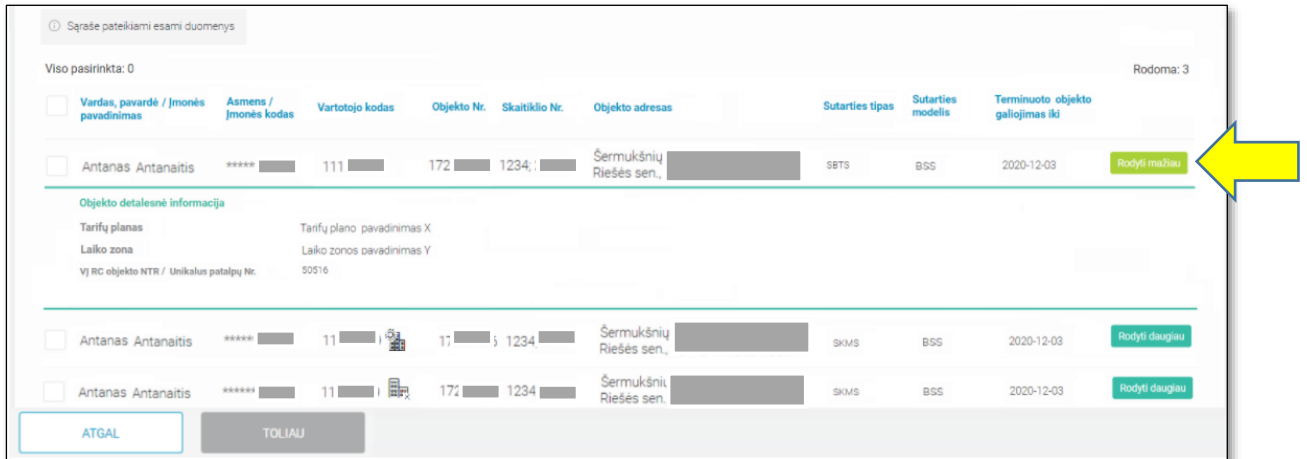 Sąraše pateikiami esami duomenys
Viso pasirinkta: 0 Rodoma: 3
Vardas, pavardė / Įmonės pavadinimas Asmens / Įmonės kodas Vartotojo kodas Objekto Nr. Skaitiklio Nr. Objekto adresas Sutarties tipas Sutarties modelis Terminuoto objekto galiojimas iki
Antanas Antanaitis ***** 111 172 1234; Šermukšnių Riešės sen., SBTS BSS 2020-12-03 Rodyti mažiau
Objekto detalesnė informacija
Tarifų planas Tarifų plano pavadinimas X
Laiko zona Laiko zonos pavadinimas Y
VĮ RC objekto NTR / Unikalus patalpų Nr. 50516
Antanas Antanaitis ***** 11 1234 Šermukšnių Riešės sen., SKMS BSS 2020-12-03 Rodyti daugiau
Antanas Antanaitis ****** 11 172 1234 Riešės sen. SKMS BSS 2020-12-03 Rodyti daugiau
ATGAL TOLIAU